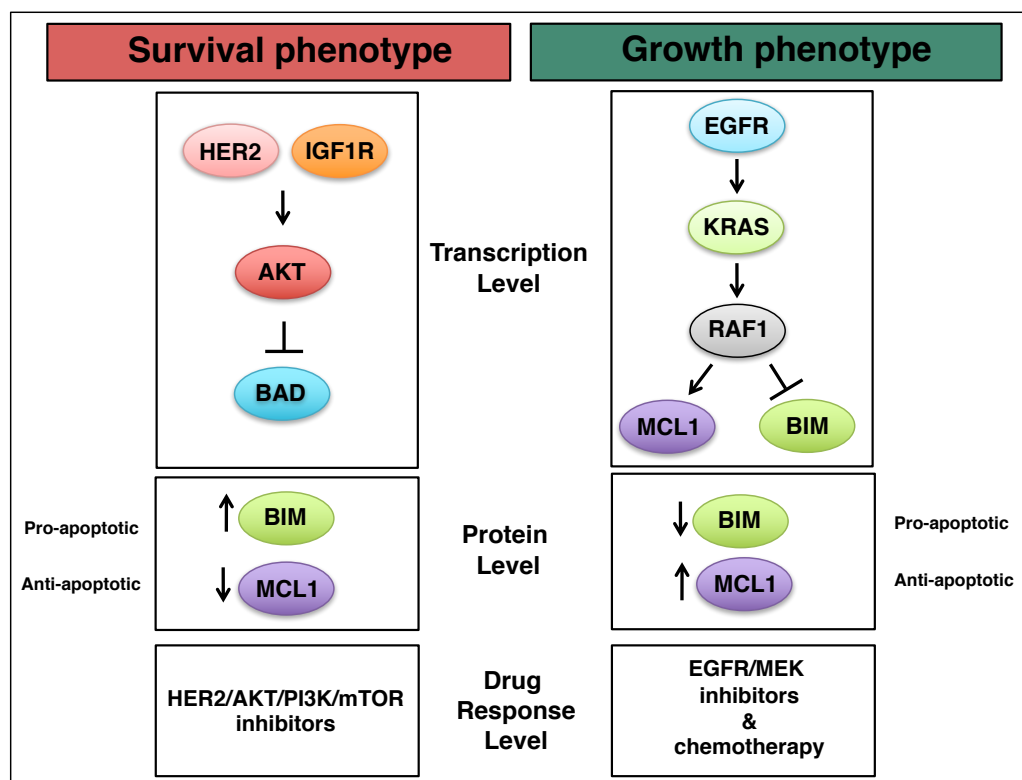 Survival phenotype
Growth phenotype
HER2
IGF1R
AKT
BAD
Transcription
Level
EGFR
KRAS
RAF1
MCL1
BIM
Pro-apoptotic
Anti-apoptotic
BIM
MCL1
Protein
Level
BIM
MCL1
Pro-apoptotic
Anti-apoptotic
HER2/AKT/PI3K/mTOR
inhibitors
Drug
Response
Level
EGFR/MEK
inhibitors
&
chemotherapy